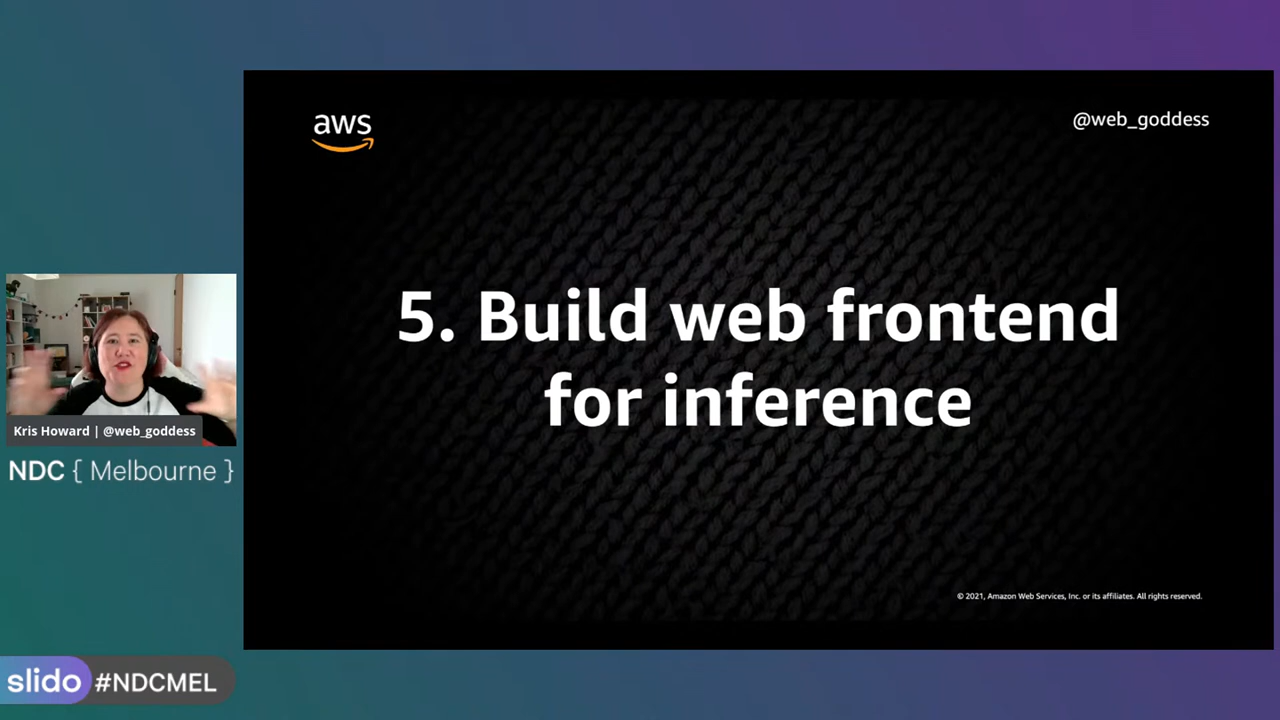 aws
@web_goddess
5. Build web frontend
for inference
© 2021, Amazon Web Services, Inc. or its affiliates. All rights reserved.
Kris Howard | @web_goddess
NDC { Melbourne }
slido #NDCMEL